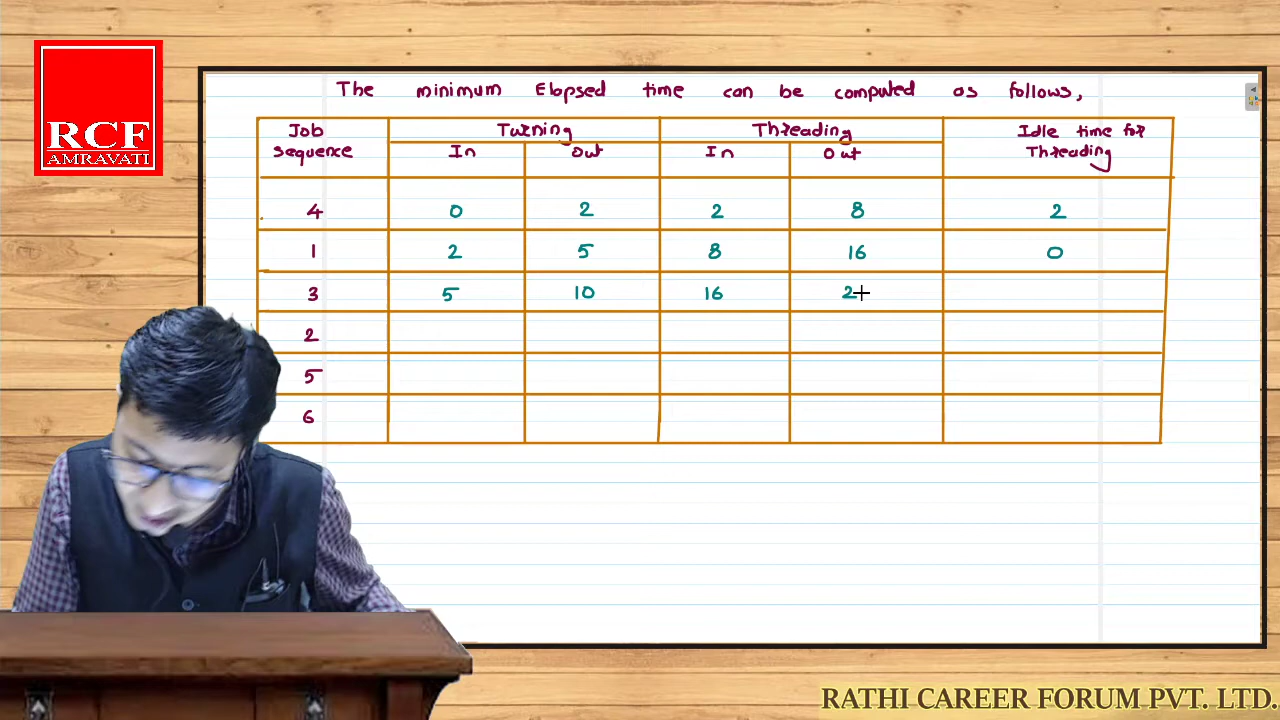 RCF
AMRAVATI
The minimum Elapsed time can be computed as follows,
Job sequence Turning Threading Idle time for Threading
In Out In Out
4 0 2 2 8 2
1 2 5 8 16 0
3 5 10 16 2
2
5
6
RATHI CAREER FORUM PVT. LTD.